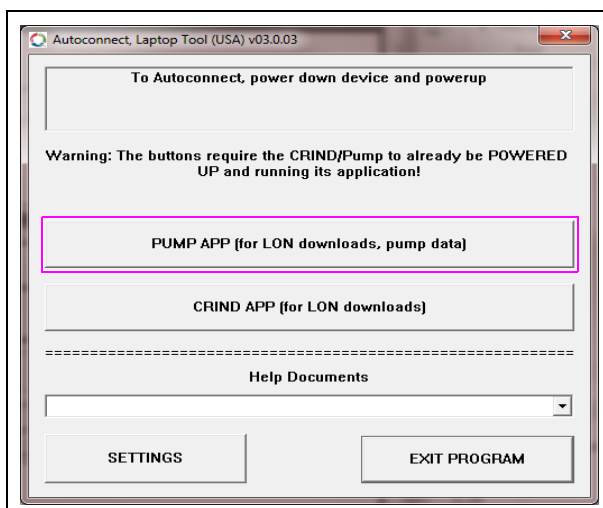 Autoconnect, Laptop Tool (USA) v03.0.03
To Autoconnect, power down device and powerup
Warning: The buttons require the CRIND/Pump to already be POWERED
UP and running its application!
PUMP APP (for LON downloads, pump data)
CRIND APP (for LON downloads)
===========================================================
Help Documents
SETTINGS
EXIT PROGRAM